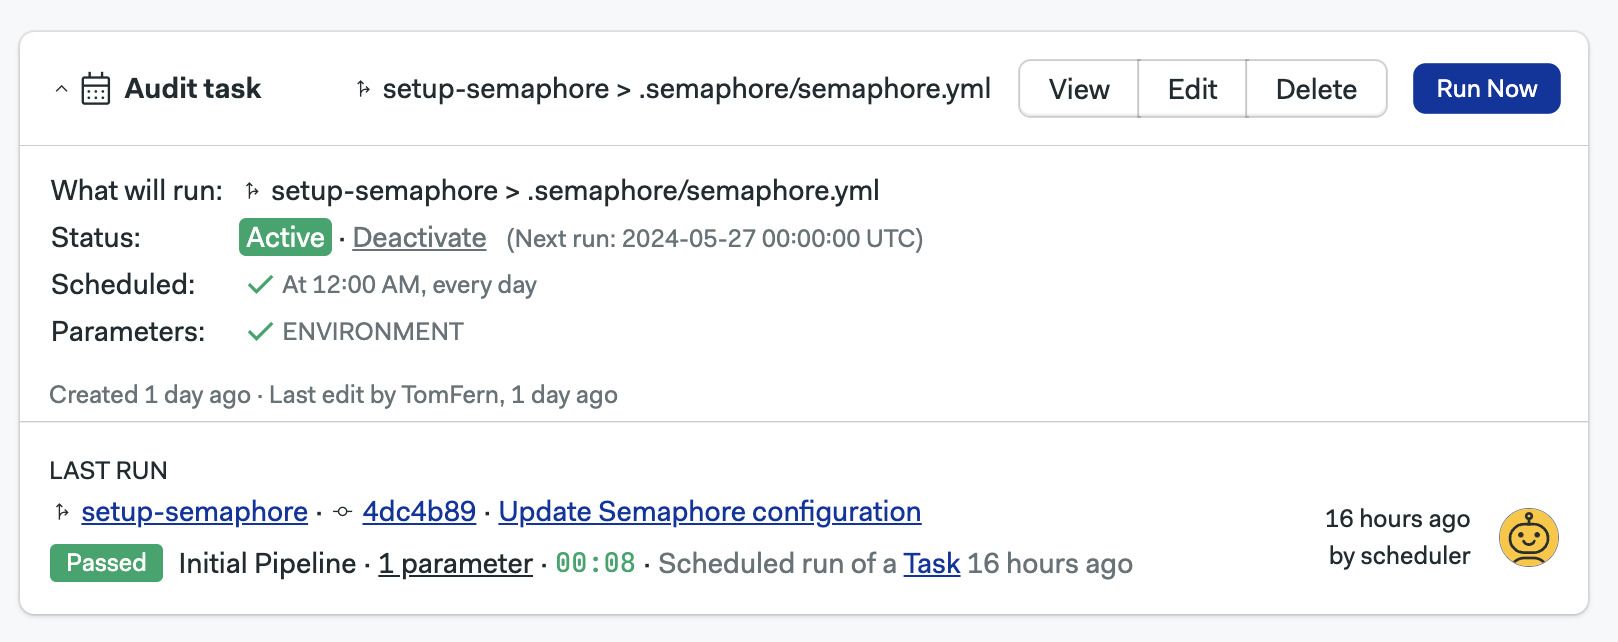 Audit task setup-semaphore > .semaphore/semaphore.yml View Edit Delete Run Now
What will run: setup-semaphore > .semaphore/semaphore.yml
Status: Active · Deactivate (Next run: 2024-05-27 00:00:00 UTC)
Scheduled: At 12:00 AM, every day
Parameters: ENVIRONMENT
Created 1 day ago · Last edit by TomFern, 1 day ago
LAST RUN
setup-semaphore · 4dc4b89 · Update Semaphore configuration
Passed Initial Pipeline · 1 parameter · 00:08 · Scheduled run of a Task 16 hours ago
16 hours ago
by scheduler